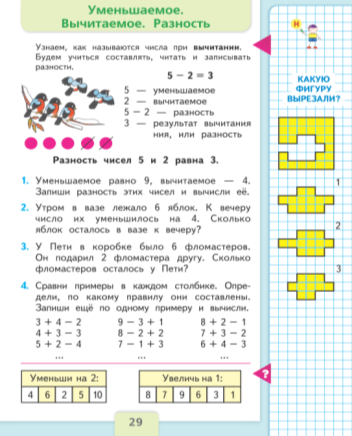 Уменьшаемое.
Вычитаемое. Разность
Узнаем, как называются числа при вычитании.
Будем учиться составлять, читать и записывать
разности.
5 − 2 = 3
5 — уменьшаемое
2 — вычитаемое
5 − 2 — разность
3 — результат вычитания
ния, или разность
Разность чисел 5 и 2 равна 3.
1. Уменьшаемое равно 9, вычитаемое — 4.
Запиши разность этих чисел и вычисли её.
2. Утром в вазе лежало 6 яблок. К вечеру
число их уменьшилось на 4. Сколько
яблок осталось в вазе к вечеру?
3. У Пети в коробке было 6 фломастеров.
Он подарил 2 фломастера другу. Сколько
фломастеров осталось у Пети?
4. Сравни примеры в каждом столбике. Опре-
дели, по какому правилу они составлены.
Запиши ещё по одному примеру и вычисли.
3 + 4 − 2 9 − 3 + 1 8 + 2 − 1
4 + 3 − 3 8 − 2 + 2 7 + 3 − 2
5 + 2 − 4 7 − 1 + 3 6 + 4 − 3
... ... ...
Уменьши на 2: Увеличь на 1:
4 6 2 5 10 8 7 9 6 3 1
29
Н
КАКУЮ
ФИГУРУ
ВЫРЕЗАЛИ?
1
2
3
?